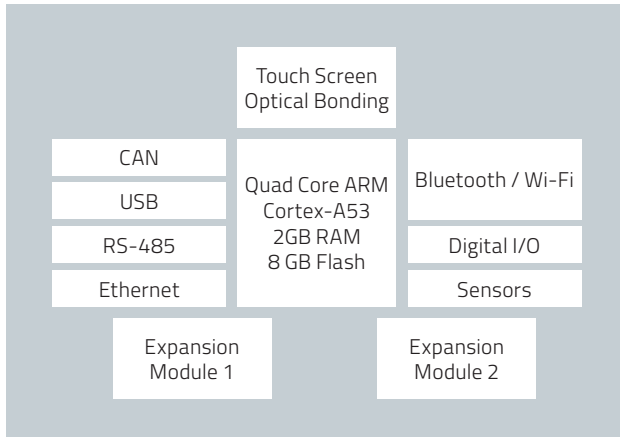 Touch Screen
Optical Bonding
CAN
USB
RS-485
Ethernet
Quad Core ARM
Cortex-A53
2GB RAM
8 GB Flash
Bluetooth / Wi-Fi
Digital I/O
Sensors
Expansion
Module 1
Expansion
Module 2